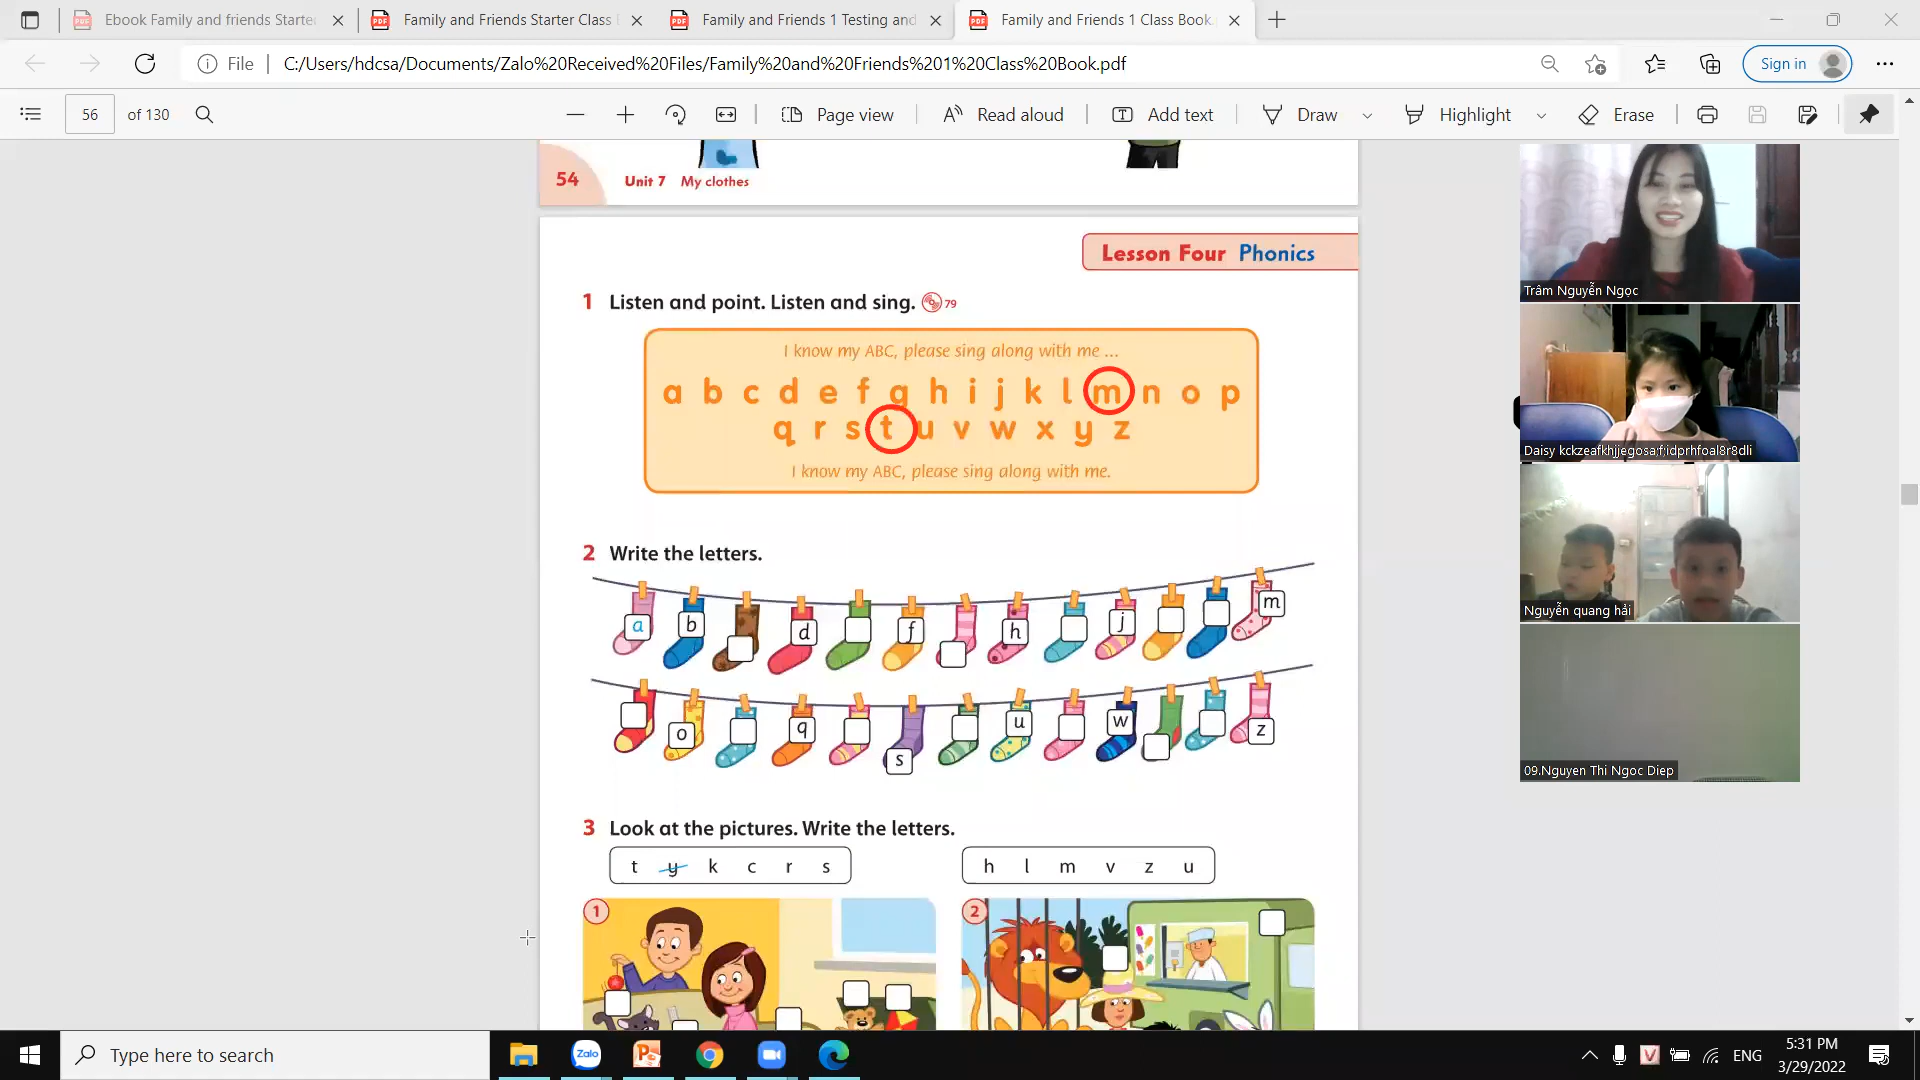 Ebook Family and friends Starte
Family and Friends Starter Class
Family and Friends 1 Testing and
Family and Friends 1 Class Book
File
C:/Users/hdcsa/Documents/Zalo%20Received%20Files/Family%20and%20Friends%201%20Class%20Book.pdf
Sign in
56 of 130
Page view
Read aloud
Add text
Draw
Highlight
Erase
54 Unit 7 My clothes
Lesson Four Phonics
1 Listen and point. Listen and sing. 79
I know my ABC, please sing along with me ...
a b c d e f g h i j k l m n o p
q r s t u v w x y z
I know my ABC, please sing along with me.
2 Write the letters.
a b d f h j m
o q s u w z
3 Look at the pictures. Write the letters.
t y k c r s
h l m v z u
1
2
Trâm Nguyễn Ngọc
Daisy kckzeafkhjjegosa;f;idprhfoal8r8dli
Nguyễn quang hải
09.Nguyen Thi Ngoc Diep
Type here to search
Zalo
ENG
5:31 PM
3/29/2022